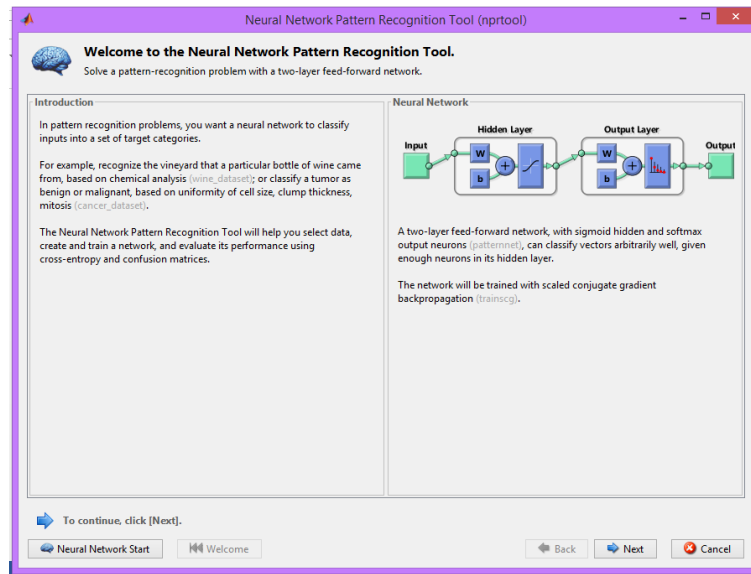 Neural Network Pattern Recognition Tool (nprtool)
Welcome to the Neural Network Pattern Recognition Tool.
Solve a pattern-recognition problem with a two-layer feed-forward network.
Introduction
In pattern recognition problems, you want a neural network to classify
inputs into a set of target categories.
For example, recognize the vineyard that a particular bottle of wine came
from, based on chemical analysis (wine_dataset); or classify a tumor as
benign or malignant, based on uniformity of cell size, clump thickness,
mitosis (cancer_dataset).
The Neural Network Pattern Recognition Tool will help you select data,
create and train a network, and evaluate its performance using
cross-entropy and confusion matrices.
Neural Network
Hidden Layer
Output Layer
Input
Output
W
b
W
b
A two-layer feed-forward network, with sigmoid hidden and softmax
output neurons (patternnet), can classify vectors arbitrarily well, given
enough neurons in its hidden layer.
The network will be trained with scaled conjugate gradient
backpropagation (trainscg).
To continue, click [Next].
Neural Network Start
Welcome
Back
Next
Cancel